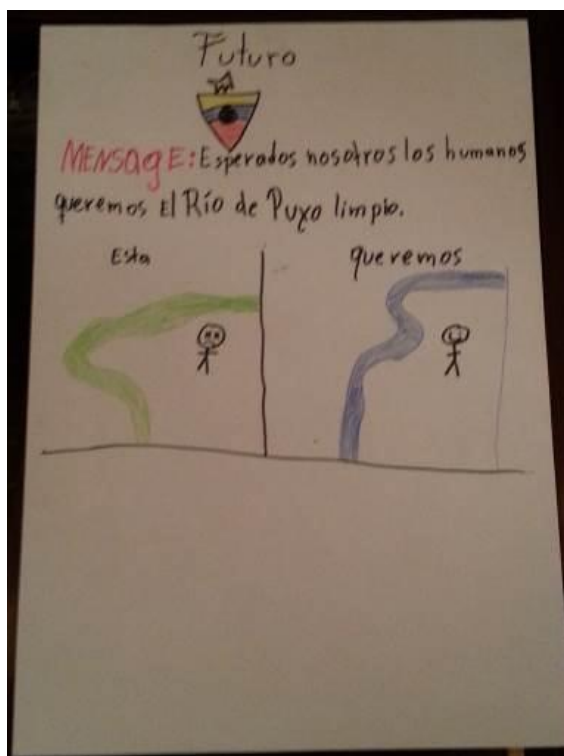 Futuro
MENSAgE: Esperados nosotros los humanos
queremos El Río de Puyo limpio.
Esta queremos